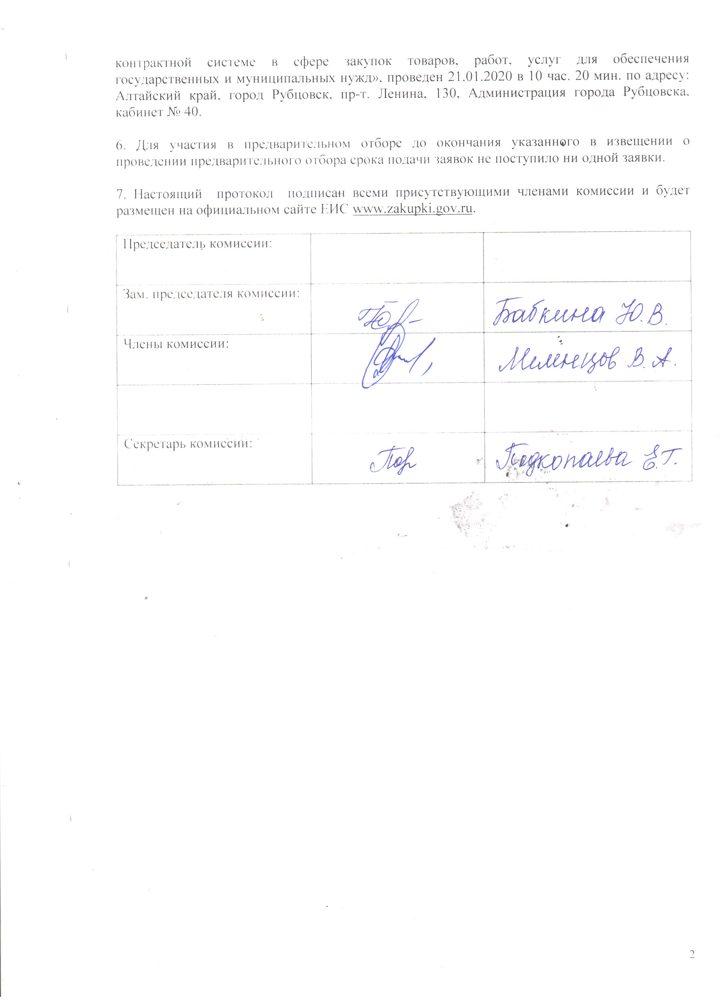 контрактной системе в сфере закупок товаров, работ, услуг для обеспечения
государственных и муниципальных нужд», проведен 21.01.2020 в 10 час. 20 мин. по адресу:
Алтайский край, город Рубцовск, пр-т. Ленина, 130, Администрация города Рубцовска,
кабинет № 40.
6. Для участия в предварительном отборе до окончания указанного в извещении о
проведении предварительного отбора срока подачи заявок не поступило ни одной заявки.
7. Настоящий протокол подписан всеми присутствующими членами комиссии и будет
размещен на официальном сайте ЕИС www.zakupki.gov.ru.
Председатель комиссии:
Зам. председателя комиссии:
Бабкина Ю.В.
Члены комиссии:
В.А.
Секретарь комиссии:
Подкопаева Е.Г.
2